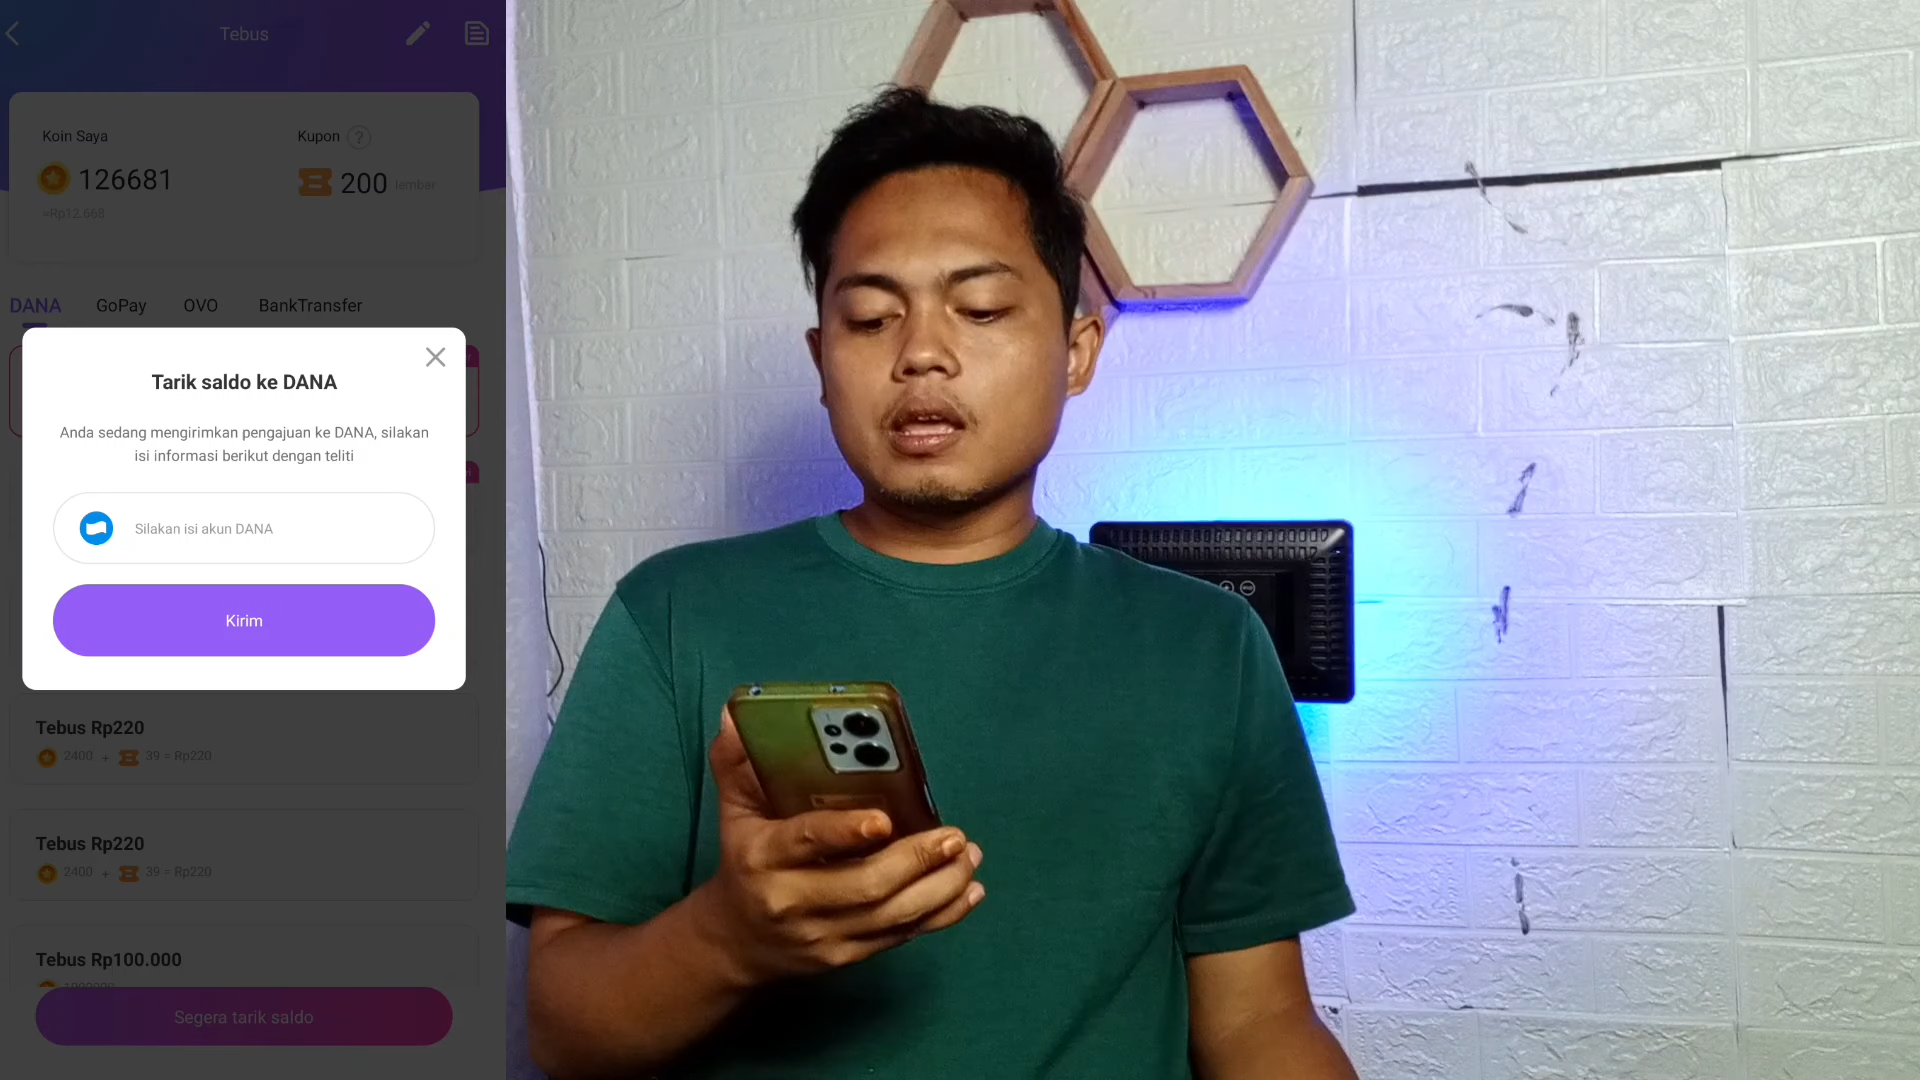 Tebus
Koin Saya
Kupon ?
126681
200 lembar
≈Rp12.668
DANA GoPay OVO BankTransfer
Tarik saldo ke DANA
Anda sedang mengirimkan pengajuan ke DANA, silakan
isi informasi berikut dengan teliti
Silakan isi akun DANA
Kirim
Tebus Rp220
2400 + 39 = Rp220
Tebus Rp220
2400 + 39 = Rp220
Tebus Rp100.000
Segera tarik saldo